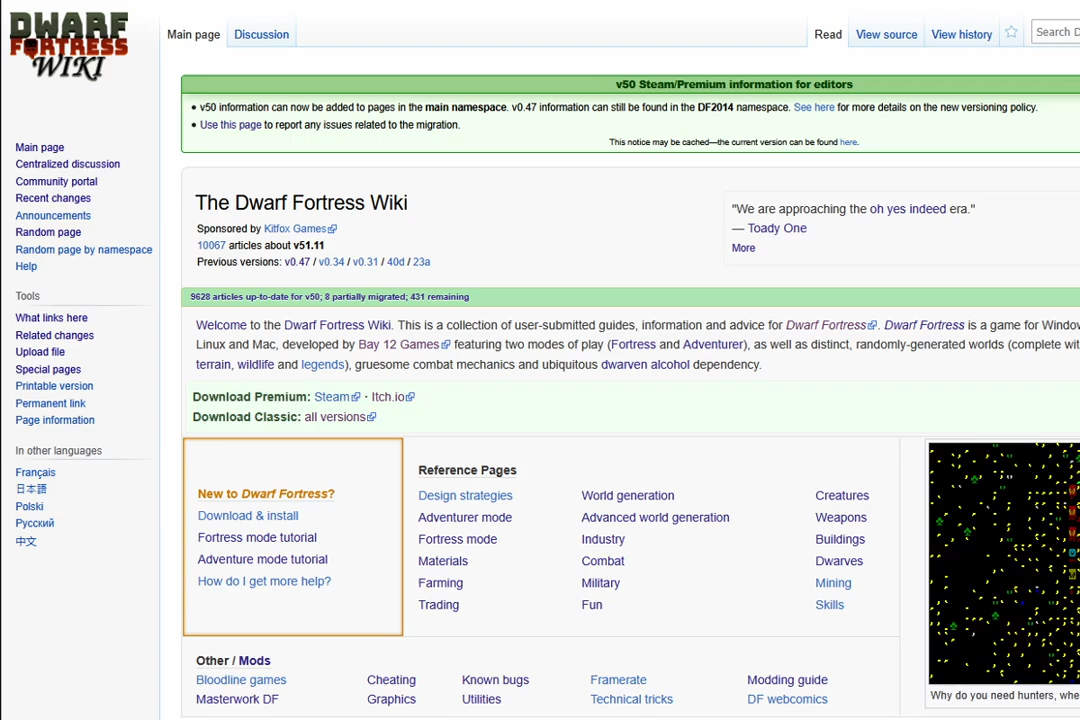 DWARF
FORTRESS
WIKI
Main page
Discussion
Read
View source
View history
Search D
v50 Steam/Premium information for editors
• v50 information can now be added to pages in the main namespace. v0.47 information can still be found in the DF2014 namespace. See here for more details on the new versioning policy.
• Use this page to report any issues related to the migration.
This notice may be cached—the current version can be found here.
Main page
Centralized discussion
Community portal
Recent changes
Announcements
Random page
Random page by namespace
Help
Tools
What links here
Related changes
Upload file
Special pages
Printable version
Permanent link
Page information
In other languages
Français
日本語
Polski
Русский
中文
The Dwarf Fortress Wiki
Sponsored by Kitfox Games
10067 articles about v51.11
Previous versions: v0.47 / v0.34 / v0.31 / 40d / 23a
"We are approaching the oh yes indeed era."
— Toady One
More
9628 articles up-to-date for v50; 8 partially migrated; 431 remaining
Welcome to the Dwarf Fortress Wiki. This is a collection of user-submitted guides, information and advice for Dwarf Fortress. Dwarf Fortress is a game for Window
Linux and Mac, developed by Bay 12 Games featuring two modes of play (Fortress and Adventurer), as well as distinct, randomly-generated worlds (complete wit
terrain, wildlife and legends), gruesome combat mechanics and ubiquitous dwarven alcohol dependency.
Download Premium: Steam · Itch.io
Download Classic: all versions
New to Dwarf Fortress?
Download & install
Fortress mode tutorial
Adventure mode tutorial
How do I get more help?
Reference Pages
Design strategies World generation Creatures
Adventurer mode Advanced world generation Weapons
Fortress mode Industry Buildings
Materials Combat Dwarves
Farming Military Mining
Trading Fun Skills
Other / Mods
Bloodline games Cheating Known bugs Framerate Modding guide
Masterwork DF Graphics Utilities Technical tricks DF webcomics
Why do you need hunters, whe